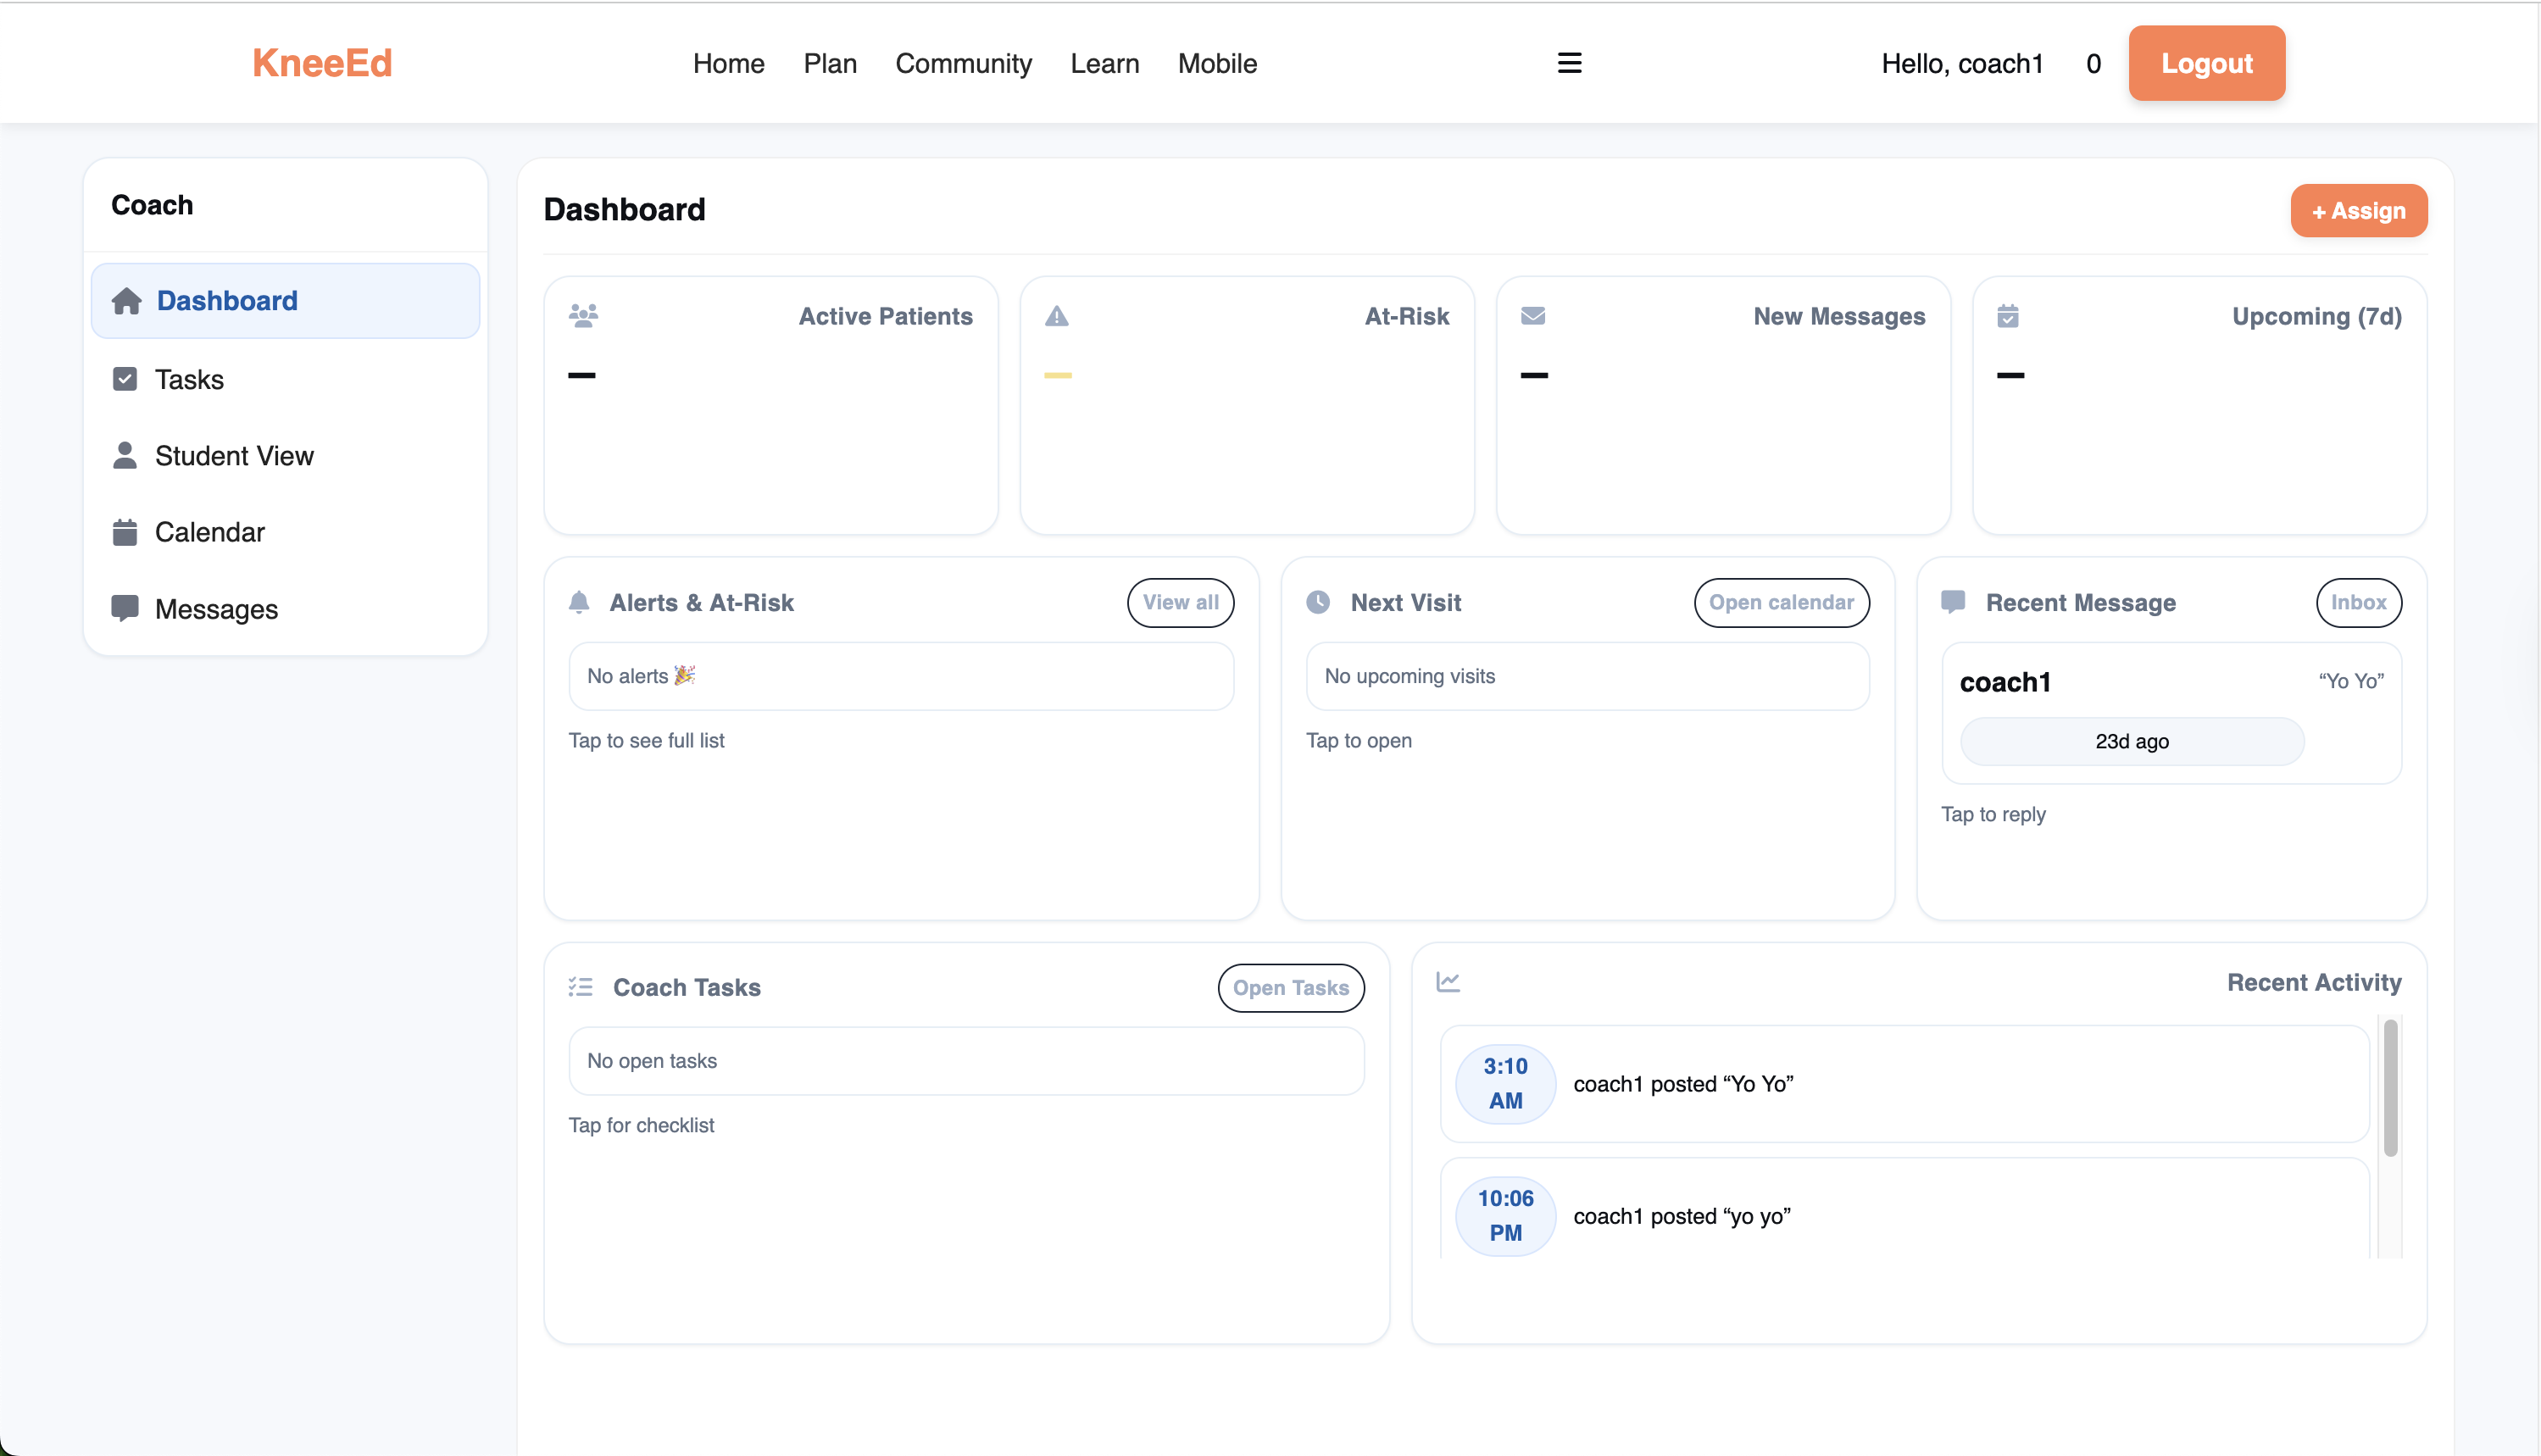 KneeEd
Home Plan Community Learn Mobile
Hello, coach1 0 Logout
Coach
Dashboard
Tasks
Student View
Calendar
Messages
Dashboard
+ Assign
Active Patients
–
At-Risk
–
New Messages
–
Upcoming (7d)
–
Alerts & At-Risk
View all
No alerts 🎉
Tap to see full list
Next Visit
Open calendar
No upcoming visits
Tap to open
Recent Message
Inbox
coach1
“Yo Yo”
23d ago
Tap to reply
Coach Tasks
Open Tasks
No open tasks
Tap for checklist
Recent Activity
3:10
AM
coach1 posted “Yo Yo”
10:06
PM
coach1 posted “yo yo”